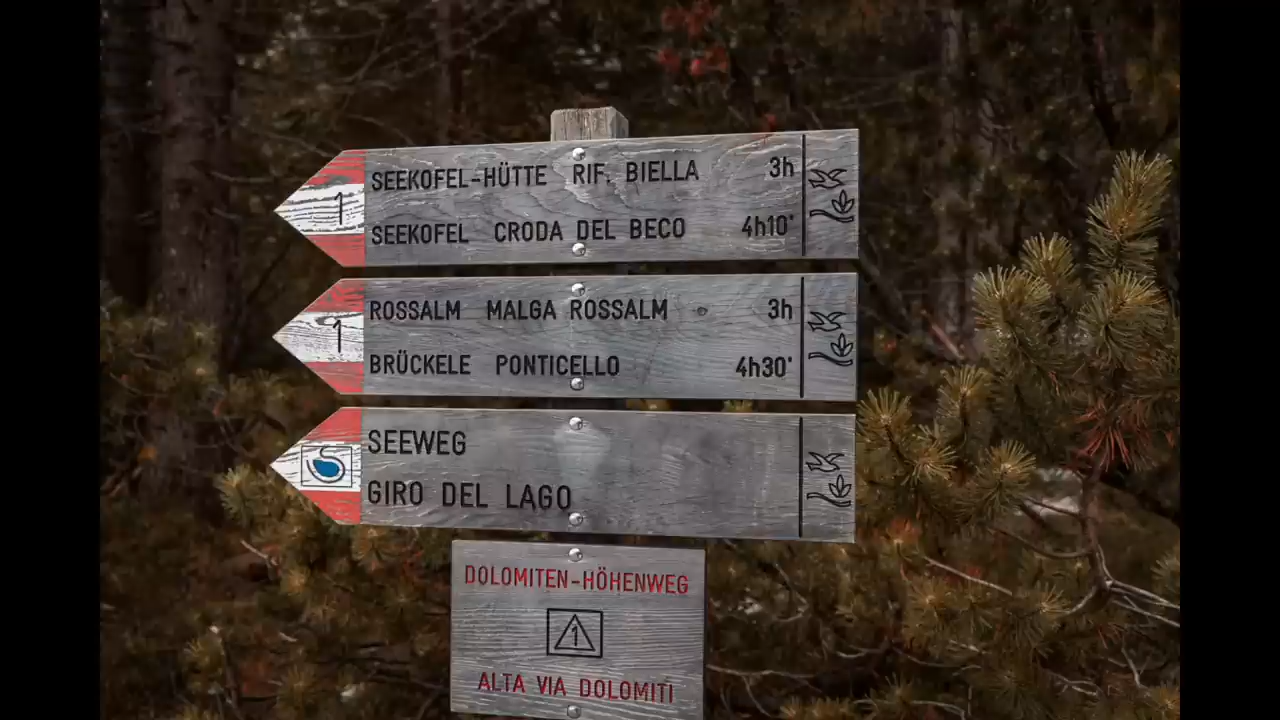 SEEKOFEL-HÜTTE RIF. BIELLA 3h
1
SEEKOFEL CRODA DEL BECO 4h10'
ROSSALM MALGA ROSSALM 3h
1
BRÜCKELE PONTICELLO 4h30'
SEEWEG
GIRO DEL LAGO
DOLOMITEN-HÖHENWEG
1
ALTA VIA DOLOMITI